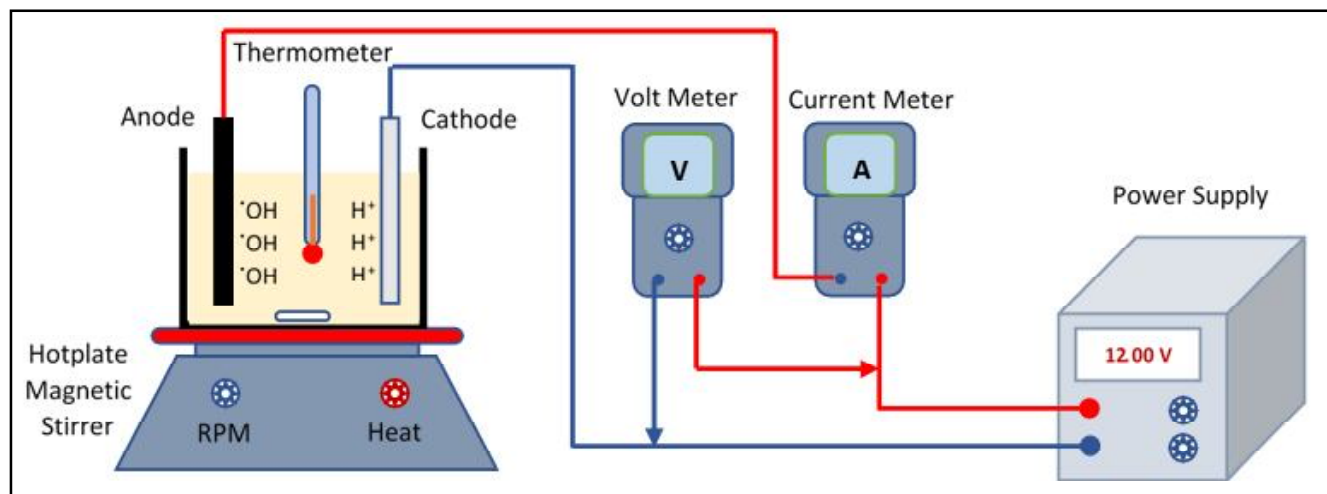 Thermometer
Anode
Cathode
Volt Meter
Current Meter
V
A
Power Supply
˙OH
˙OH
˙OH
H⁺
H⁺
H⁺
12.00 V
Hotplate
Magnetic
Stirrer
RPM
Heat